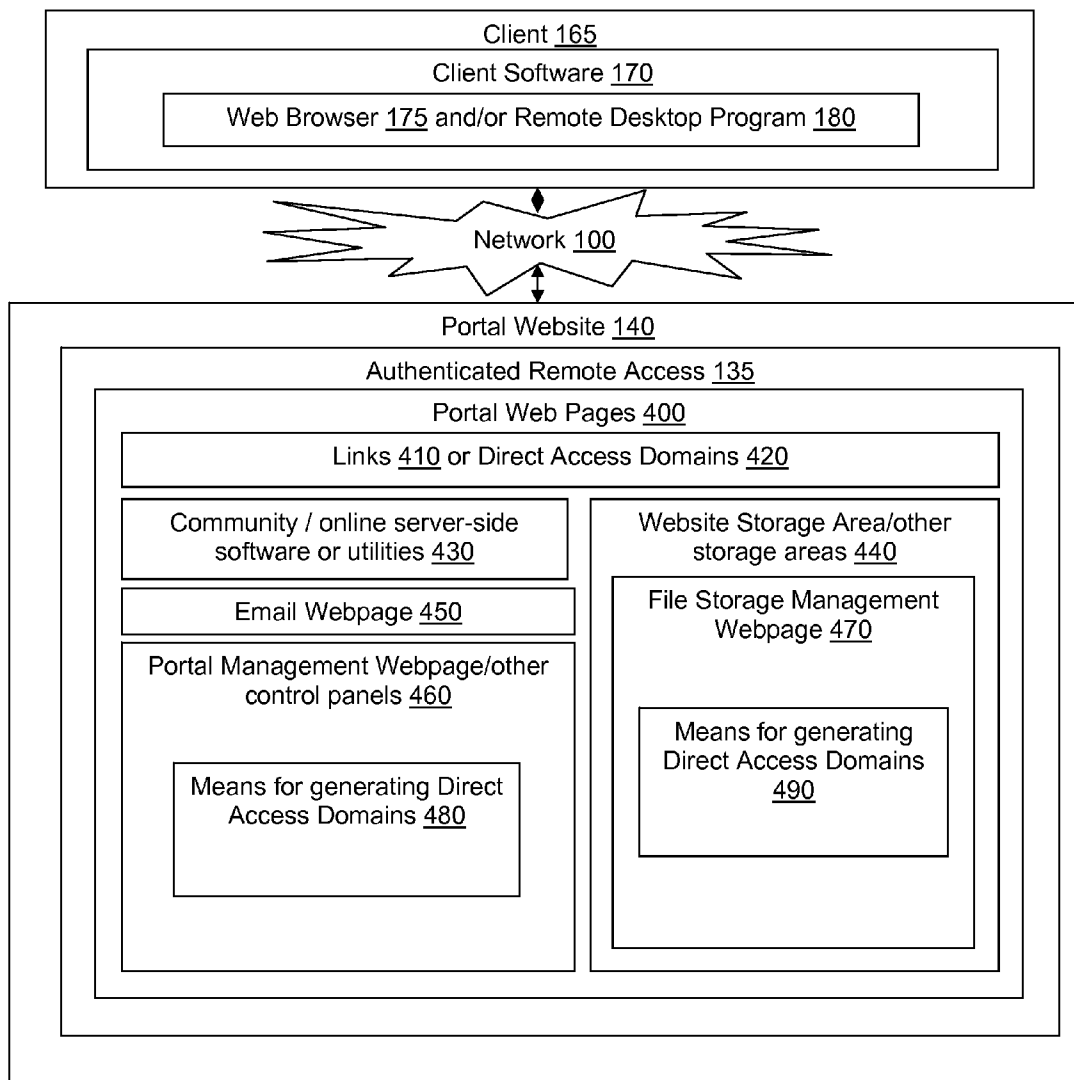 Client 165
Client Software 170
Web Browser 175 and/or Remote Desktop Program 180
Network 100
Portal Website 140
Authenticated Remote Access 135
Portal Web Pages 400
Links 410 or Direct Access Domains 420
Community / online server-side
software or utilities 430
Email Webpage 450
Portal Management Webpage/other
control panels 460
Means for generating Direct
Access Domains 480
Website Storage Area/other
storage areas 440
File Storage Management
Webpage 470
Means for generating
Direct Access Domains
490